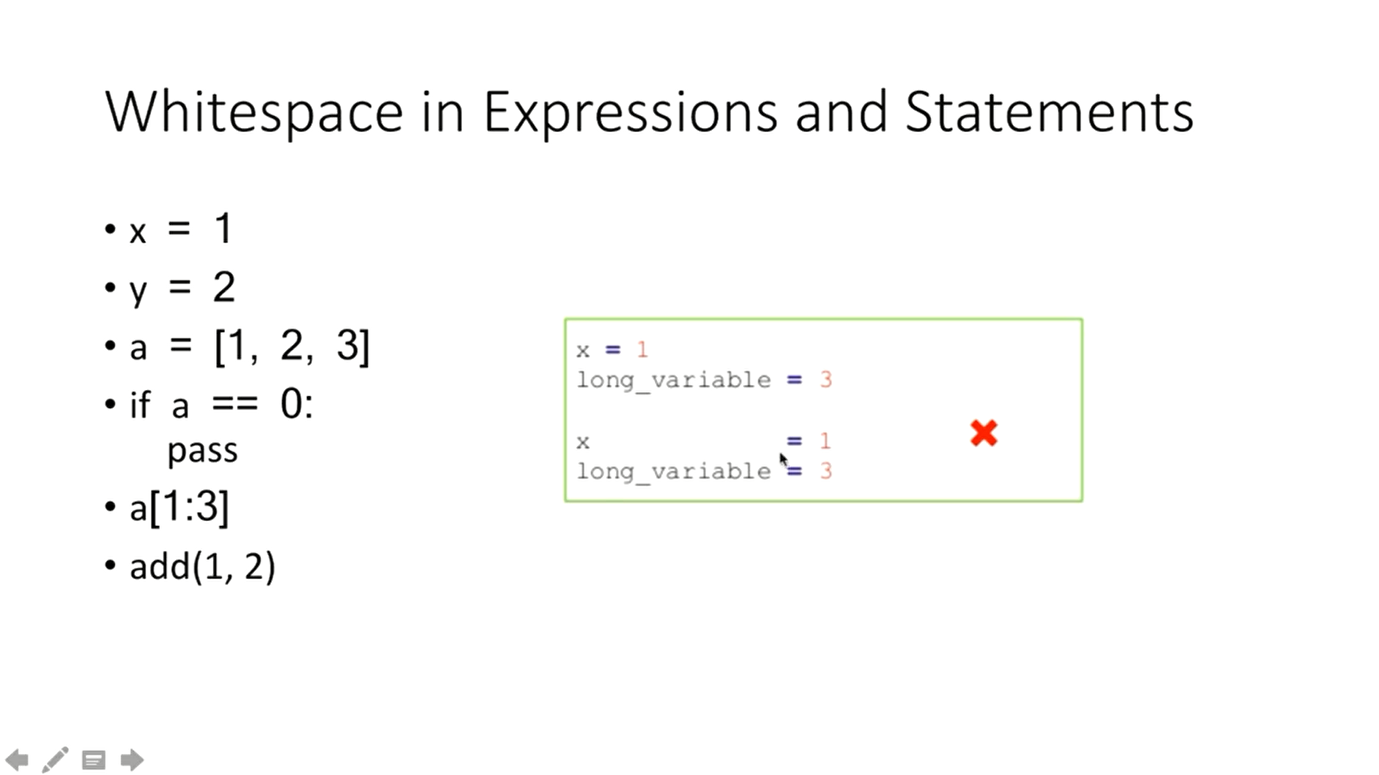 Whitespace in Expressions and Statements
• x = 1
• y = 2
• a = [1, 2, 3]
• if a == 0:
pass
• a[1:3]
• add(1, 2)
x = 1
long_variable = 3
x              = 1
long_variable = 3